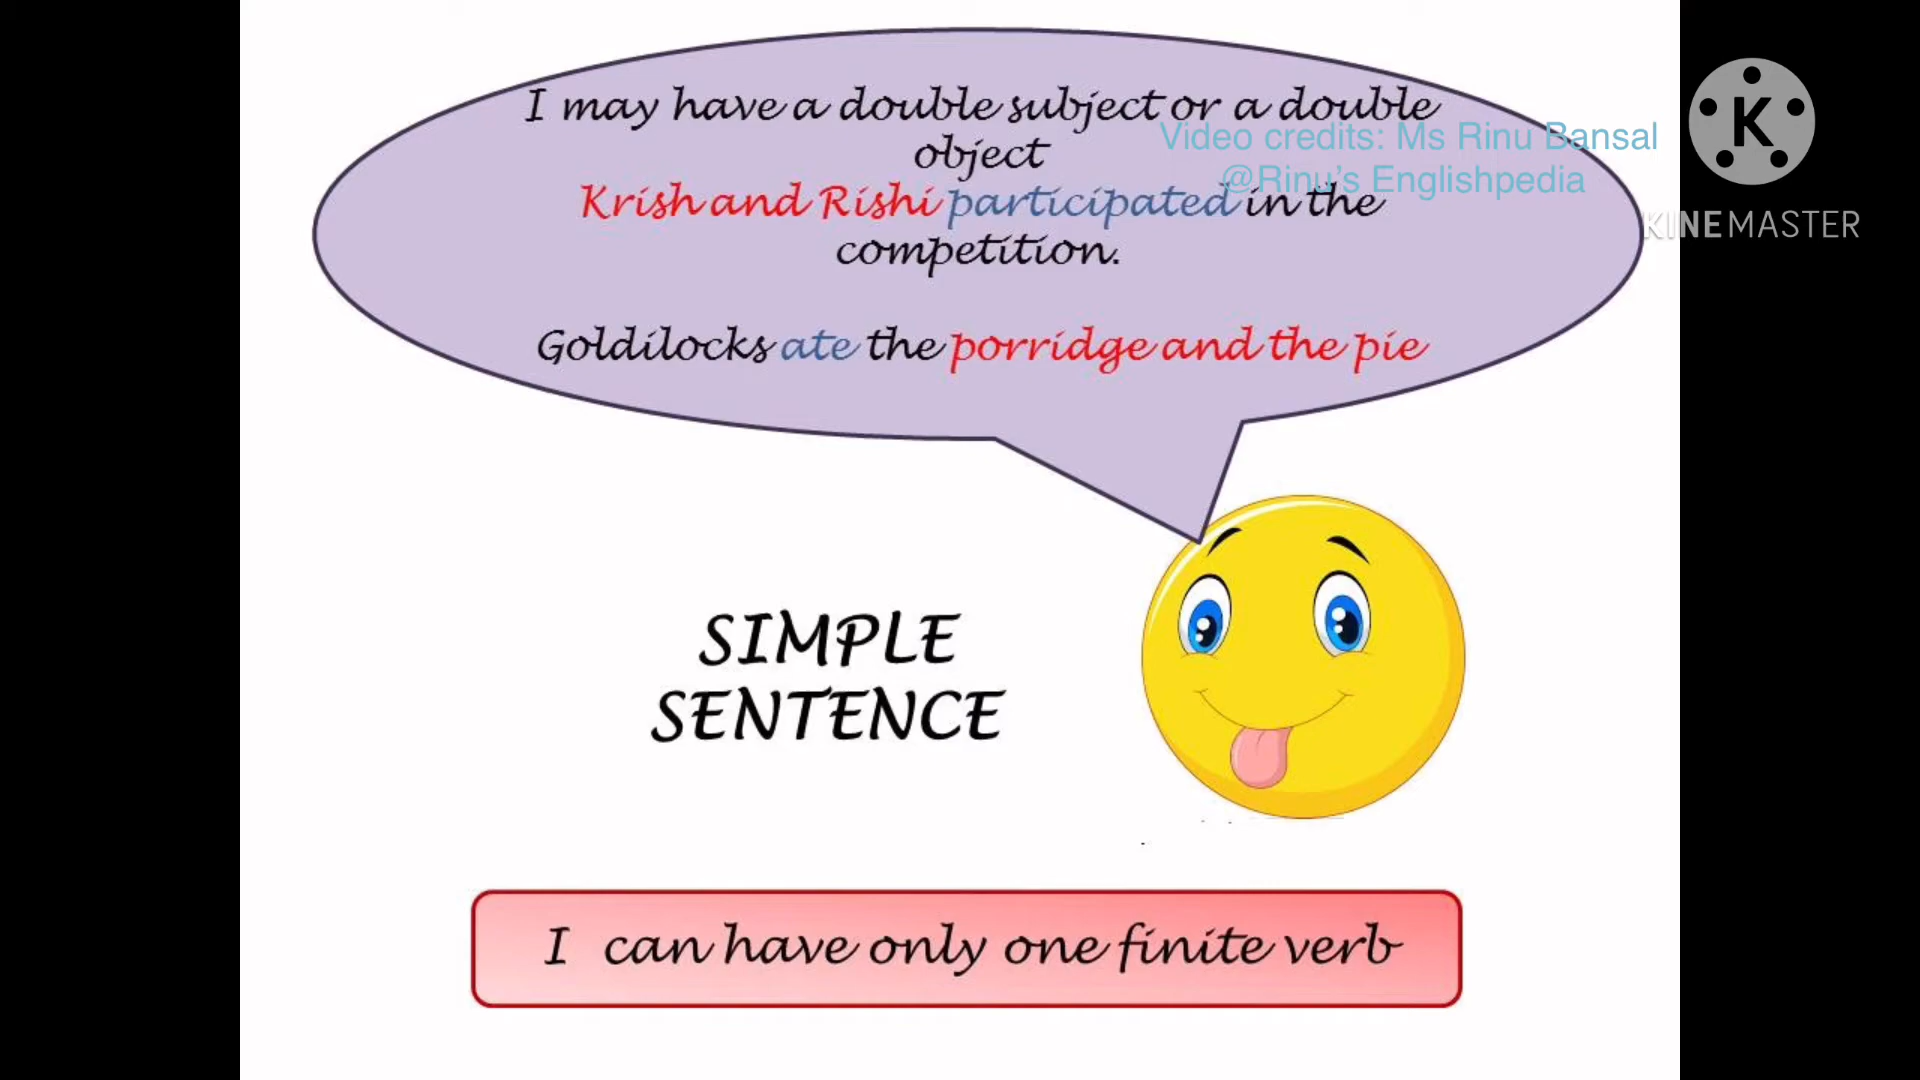 I may have a double subject or a double
object
Krish and Rishi participated in the
competition.
Goldilocks ate the porridge and the pie
Video credits: Ms Rinu Bansal
@Rinu's Englishpedia
K
KINEMASTER
SIMPLE
SENTENCE
I can have only one finite verb